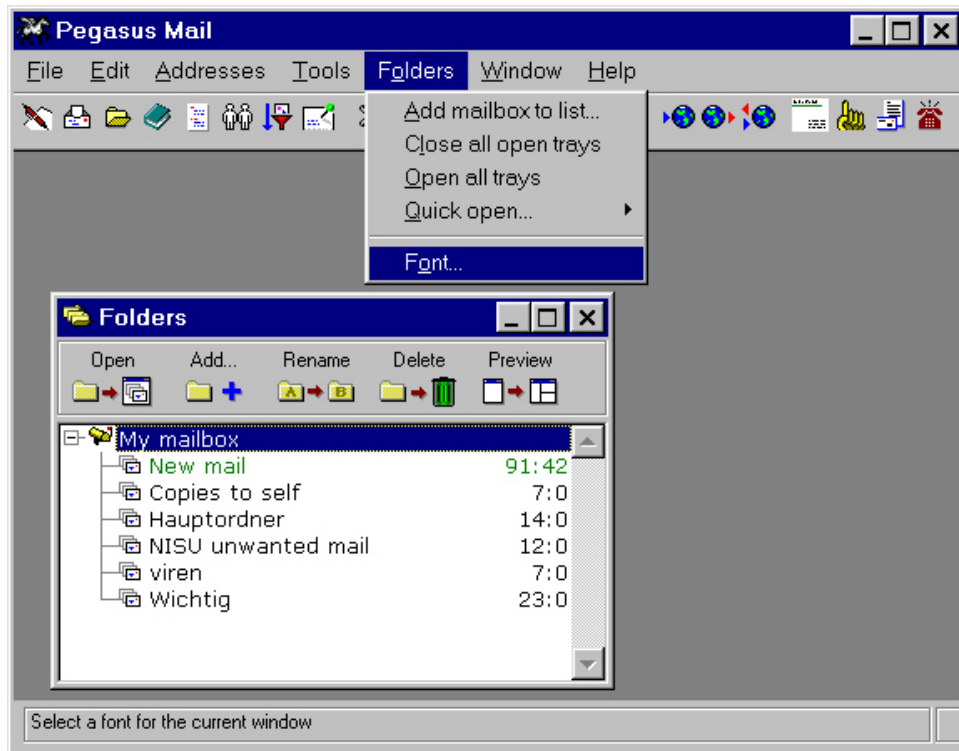 Pegasus Mail
File Edit Addresses Tools Folders Window Help
Add mailbox to list...
Close all open trays
Open all trays
Quick open...
Font...
Folders
Open Add... Rename Delete Preview
A B
My mailbox
New mail 91:42
Copies to self 7:0
Hauptordner 14:0
NISU unwanted mail 12:0
viren 7:0
Wichtig 23:0
Select a font for the current window